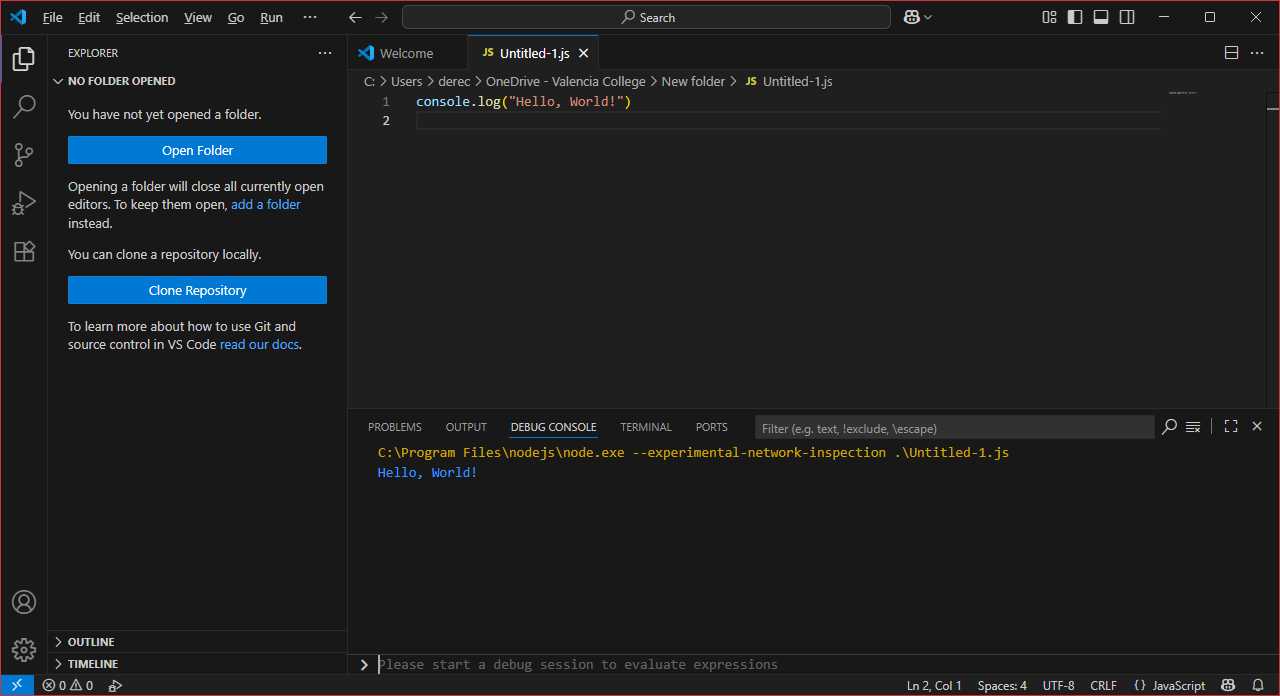 File Edit Selection View Go Run ··· Search
EXPLORER ···
NO FOLDER OPENED
You have not yet opened a folder.
Open Folder
Opening a folder will close all currently open
editors. To keep them open, add a folder
instead.
You can clone a repository locally.
Clone Repository
To learn more about how to use Git and
source control in VS Code read our docs.
OUTLINE
TIMELINE
Welcome JS Untitled-1.js
C: > Users > derec > OneDrive - Valencia College > New folder > JS Untitled-1.js
1 console.log("Hello, World!")
2
PROBLEMS OUTPUT DEBUG CONSOLE TERMINAL PORTS Filter (e.g. text, !exclude, \escape)
C:\Program Files\nodejs\node.exe --experimental-network-inspection .\Untitled-1.js
Hello, World!
Please start a debug session to evaluate expressions
0 0 Ln 2, Col 1 Spaces: 4 UTF-8 CRLF {} JavaScript